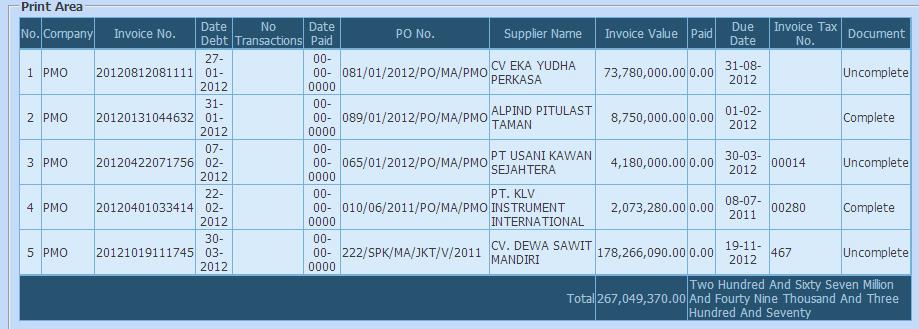 Print Area
No. Company Invoice No. Date Debt No Transactions Date Paid PO No. Supplier Name Invoice Value Paid Due Date Invoice Tax No. Document
1 PMO 20120812081111 27-01-2012 00-00-0000 081/01/2012/PO/MA/PMO CV EKA YUDHA PERKASA 73,780,000.00 0.00 31-08-2012 Uncomplete
2 PMO 20120131044632 31-01-2012 00-00-0000 089/01/2012/PO/MA/PMO ALPIND PITULAST TAMAN 8,750,000.00 0.00 01-02-2012 Complete
3 PMO 20120422071756 07-02-2012 00-00-0000 065/01/2012/PO/MA/PMO PT USANI KAWAN SEJAHTERA 4,180,000.00 0.00 30-03-2012 00014 Uncomplete
4 PMO 20120401033414 22-02-2012 00-00-0000 010/06/2011/PO/MA/PMO PT. KLV INSTRUMENT INTERNATIONAL 2,073,280.00 0.00 08-07-2011 00280 Complete
5 PMO 20121019111745 30-03-2012 00-00-0000 222/SPK/MA/JKT/V/2011 CV. DEWA SAWIT MANDIRI 178,266,090.00 0.00 19-11-2012 467 Uncomplete
Total 267,049,370.00 Two Hundred And Sixty Seven Milion And Fourty Nine Thousand And Three Hundred And Seventy